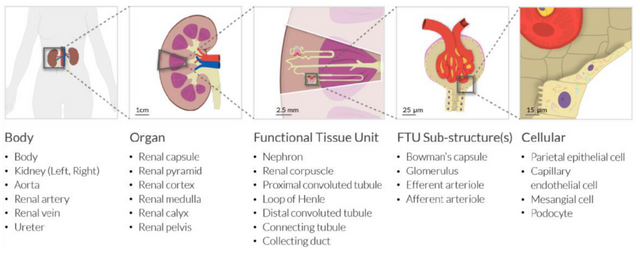 1cm
2.5 mm
25 µm
15 µm
Body
• Body
• Kidney (Left, Right)
• Aorta
• Renal artery
• Renal vein
• Ureter
Organ
• Renal capsule
• Renal pyramid
• Renal cortex
• Renal medulla
• Renal calyx
• Renal pelvis
Functional Tissue Unit
• Nephron
• Renal corpuscle
• Proximal convoluted tubule
• Loop of Henle
• Distal convoluted tubule
• Connecting tubule
• Collecting duct
FTU Sub-structure(s)
• Bowman's capsule
• Glomerulus
• Efferent arteriole
• Afferent arteriole
Cellular
• Parietal epithelial cell
• Capillary
endothelial cell
• Mesangial cell
• Podocyte